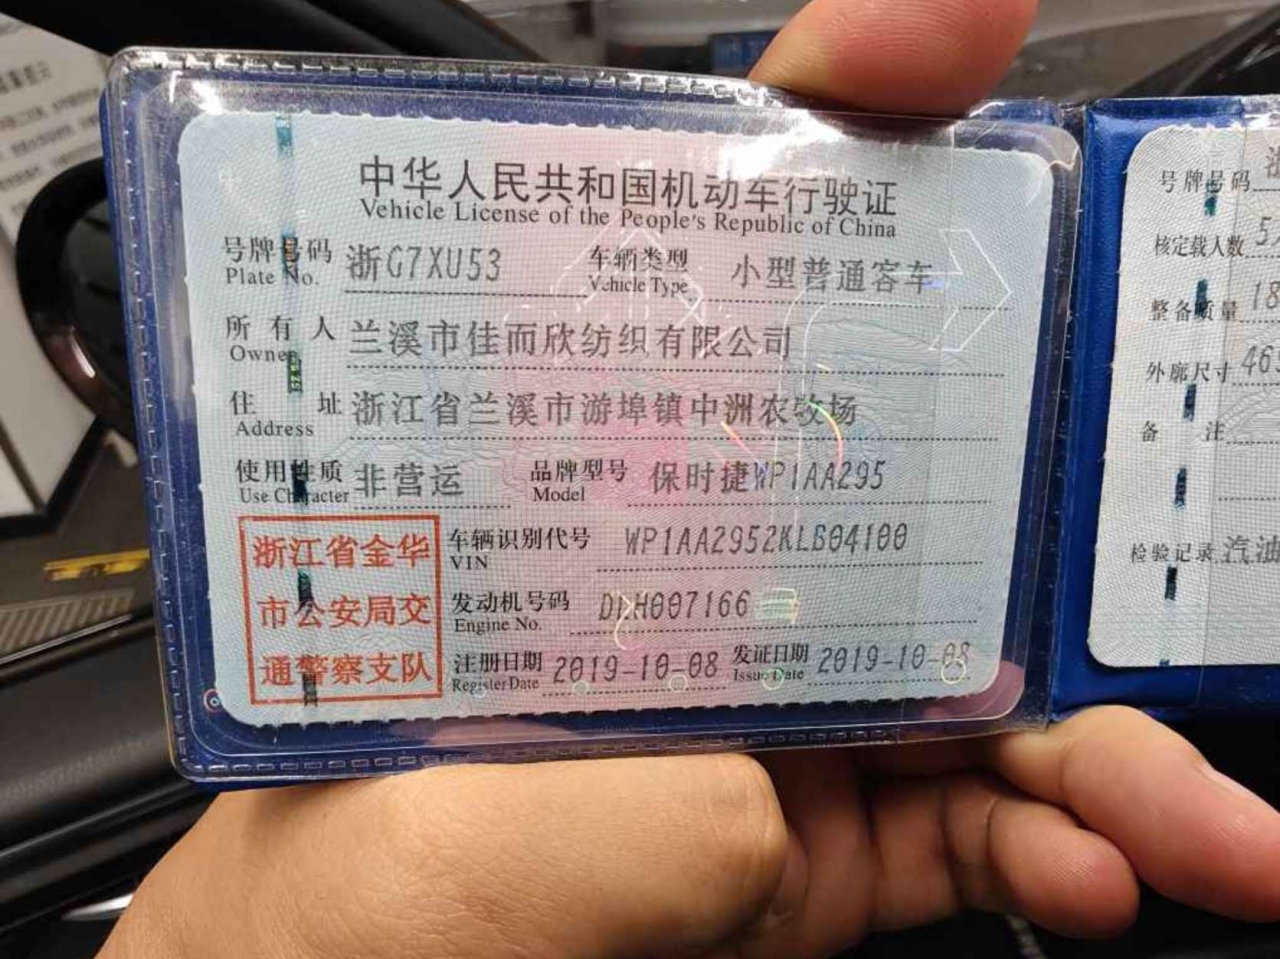 中华人民共和国机动车行驶证
Vehicle License of the People's Republic of China
号牌号码 浙G7XU53 车辆类型 小型普通客车
Plate No. Vehicle Type
所有人 兰溪市佳而欣纺织有限公司
Owner
住址 浙江省兰溪市游埠镇中洲农牧场
Address
使用性质 非营运 品牌型号 保时捷WP1AA295
Use Character Model
浙江省金华
市公安局交
通警察支队
车辆识别代号 WP1AA2952KLB04100
VIN
发动机号码 DLH007166
Engine No.
注册日期 2019-10-08 发证日期 2019-10-08
Register Date Issue Date
号牌号码 浙
核定载人数 5
整备质量 18
外廓尺寸 46
备注
检验记录 汽油